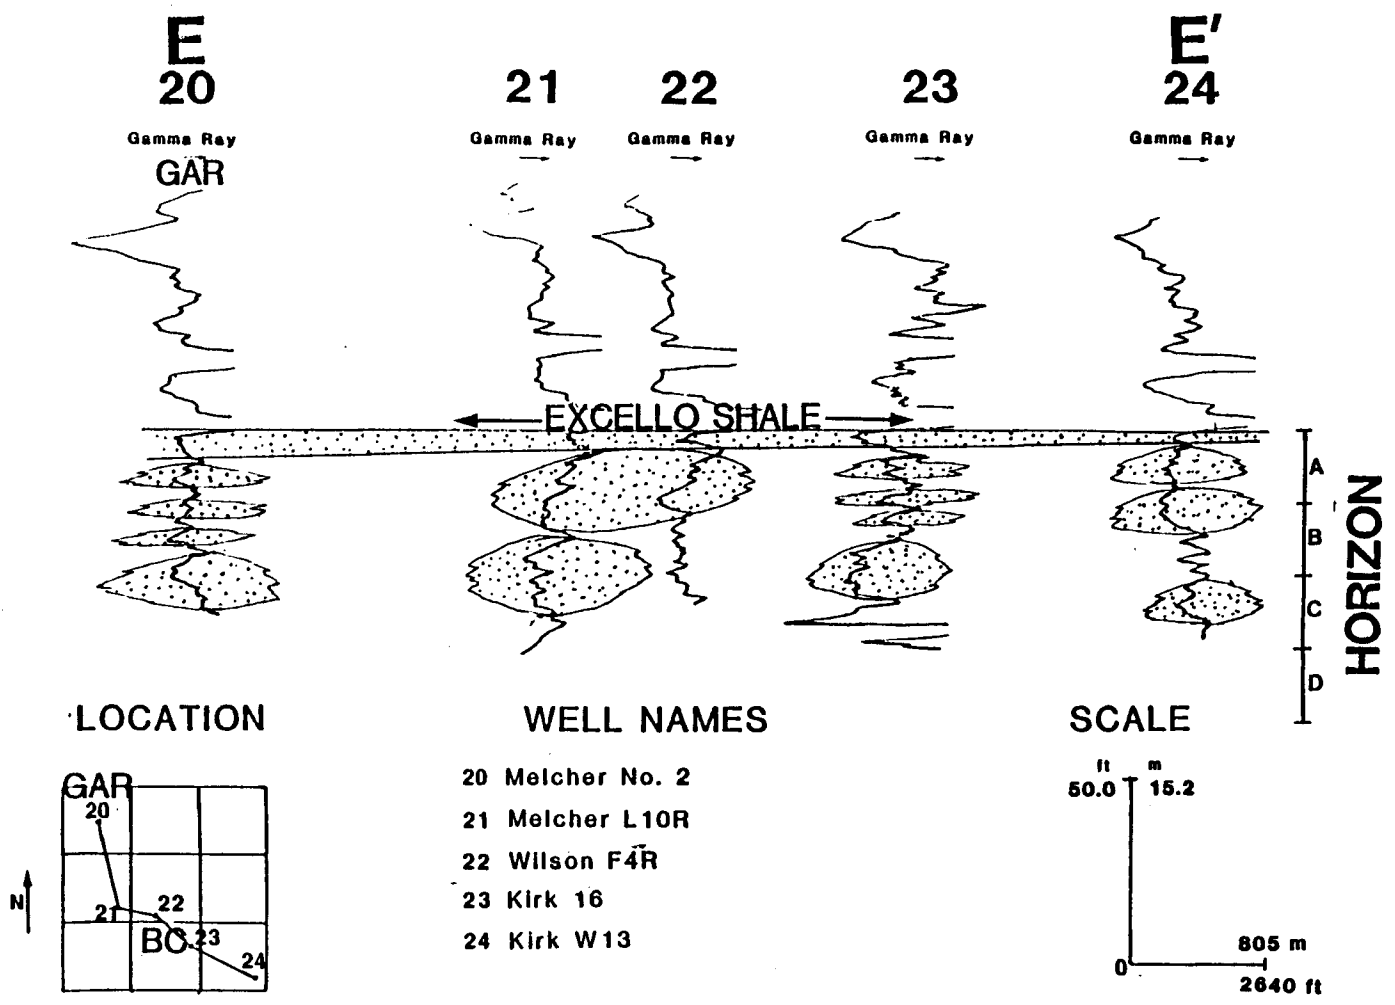 E E'
20 21 22 23 24
Gamma Ray Gamma Ray Gamma Ray Gamma Ray Gamma Ray
GAR
EXCELLO SHALE
A
B
C
D
HORIZON
LOCATION
GAR
20
21
22
BC
23
24
N
WELL NAMES
20 Melcher No. 2
21 Melcher L10R
22 Wilson F4R
23 Kirk 16
24 Kirk W13
SCALE
ft m
50.0 15.2
0
805 m
2640 ft